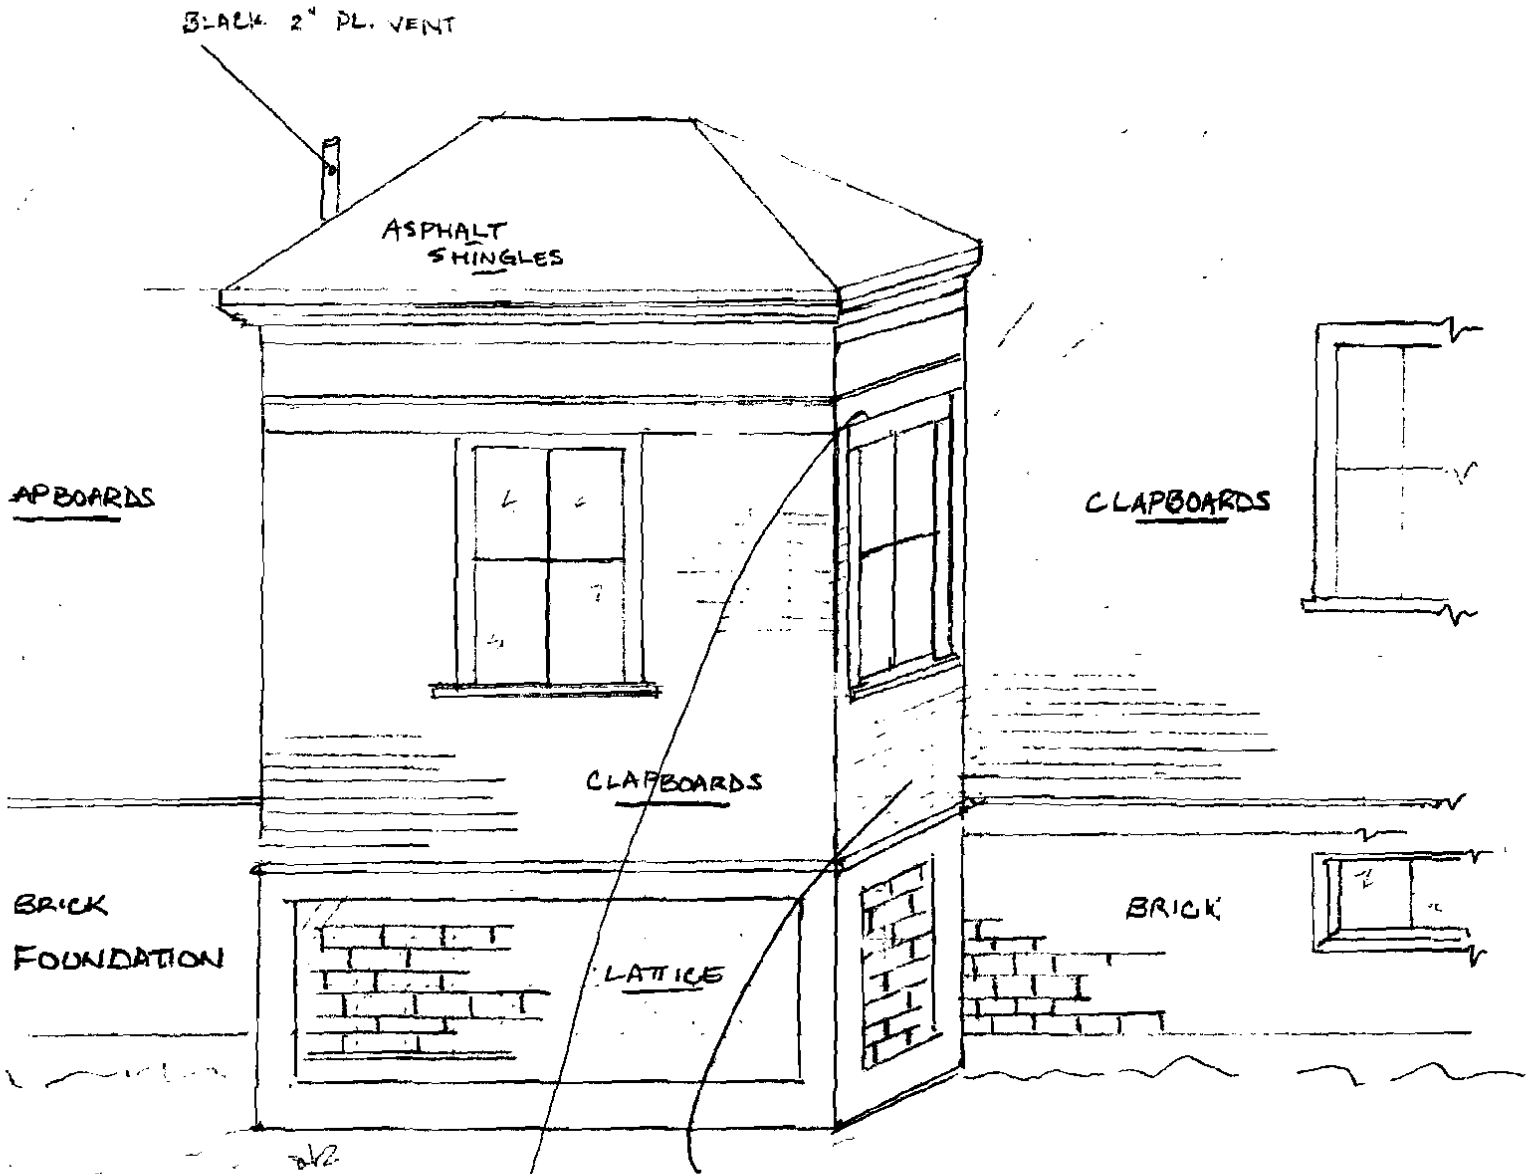 BLACK 2" PL. VENT
ASPHALT
SHINGLES
APBOARDS
CLAPBOARDS
CLAPBOARDS
BRICK
FOUNDATION
LATTICE
BRICK